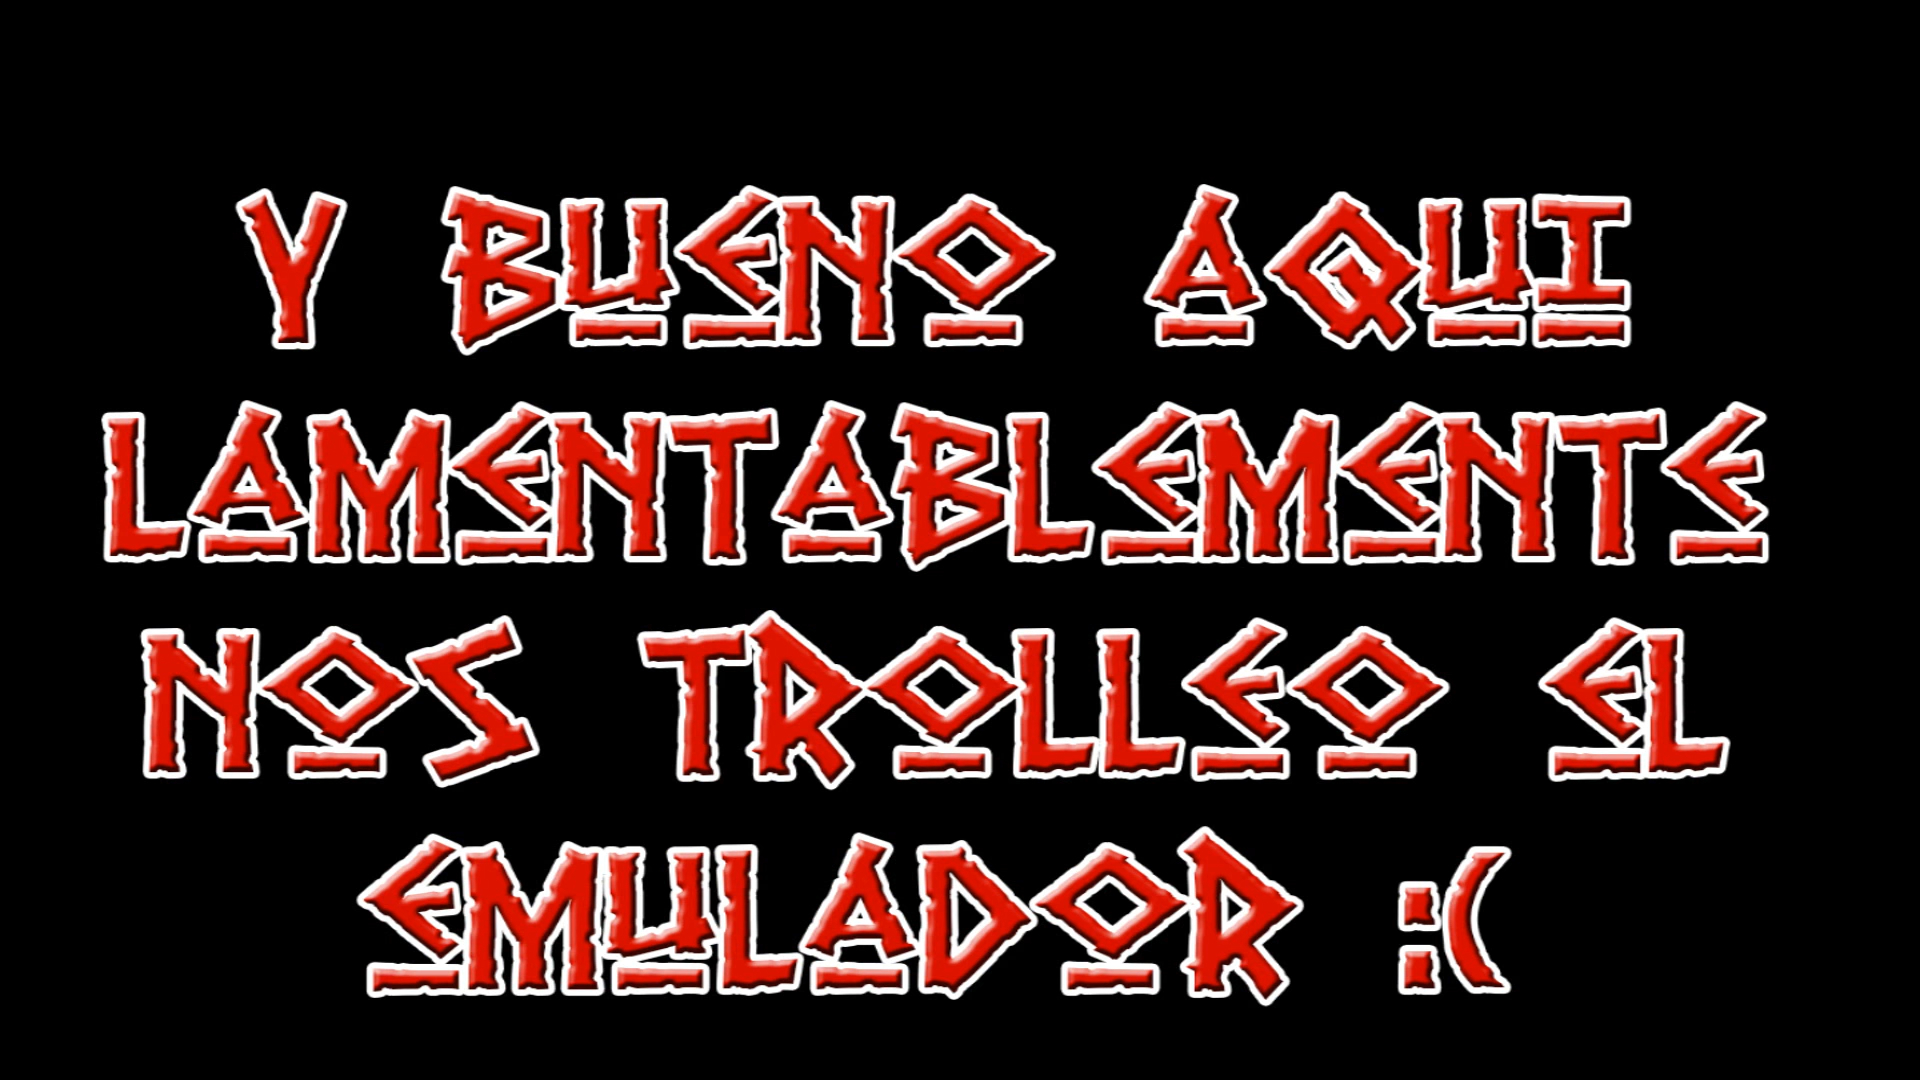 Y BUENO AQUI
LAMENTABLEMENTE
NOS TROLLEO EL
EMULADOR :(